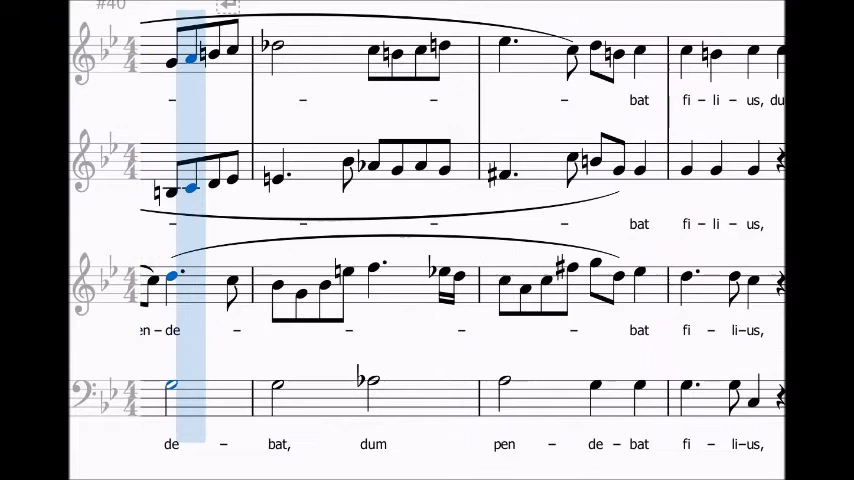 #40
– – – – bat fi – li – us, du
– – – – bat fi – li – us,
en – de – – – – bat fi – li – us,
de – bat, dum pen – de – bat fi – li–us,